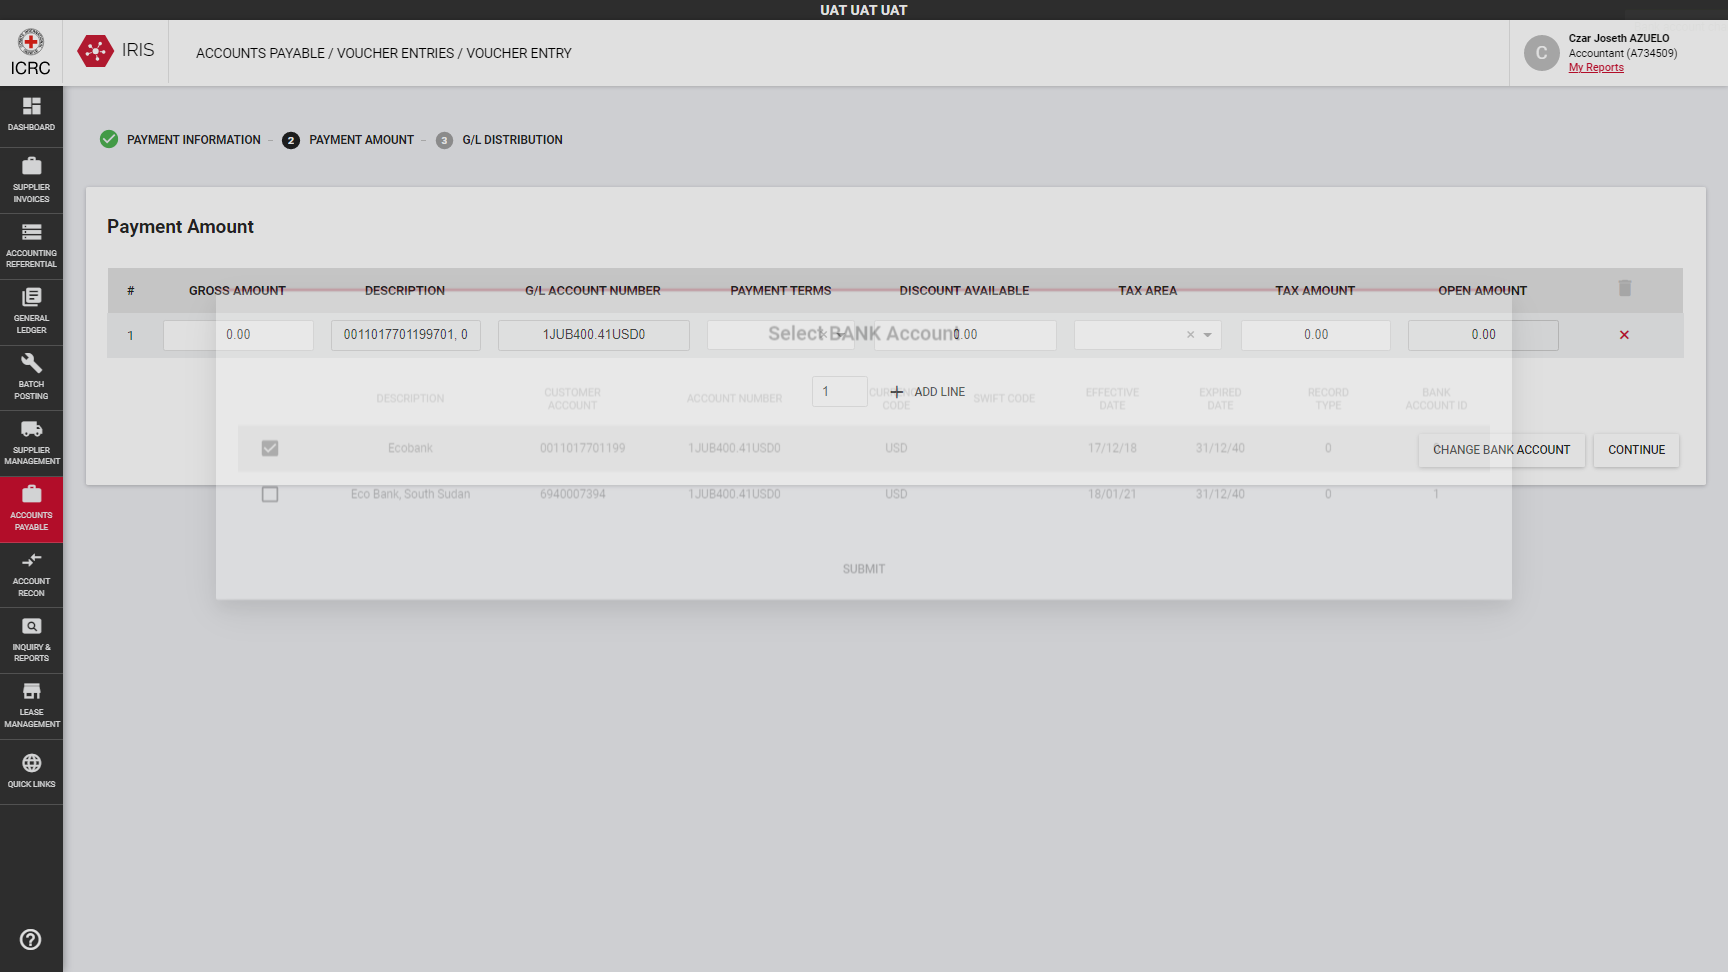 UAT UAT UAT
ICRC
IRIS
ACCOUNTS PAYABLE / VOUCHER ENTRIES / VOUCHER ENTRY
C
Czar Joseth AZUELO
Accountant (A734509)
My Reports
DASHBOARD
SUPPLIER
INVOICES
ACCOUNTING
REFERENTIAL
GENERAL
LEDGER
BATCH
POSTING
SUPPLIER
MANAGEMENT
ACCOUNTS
PAYABLE
ACCOUNT
RECON
INQUIRY &
REPORTS
LEASE
MANAGEMENT
QUICK LINKS
PAYMENT INFORMATION - 2 PAYMENT AMOUNT - 3 G/L DISTRIBUTION
Payment Amount
# GROSS AMOUNT DESCRIPTION G/L ACCOUNT NUMBER PAYMENT TERMS DISCOUNT AVAILABLE TAX AREA TAX AMOUNT OPEN AMOUNT
1 0.00 0011017701199701, 0 1JUB400.41USD0 0.00 0.00 0.00
Select BANK Account
1 ADD LINE
DESCRIPTION CUSTOMER ACCOUNT ACCOUNT NUMBER CURRENCY CODE SWIFT CODE EFFECTIVE DATE EXPIRED DATE RECORD TYPE BANK ACCOUNT ID
Ecobank 0011017701199 1JUB400.41USD0 USD 17/12/18 31/12/40 0
CHANGE BANK ACCOUNT CONTINUE
Eco Bank, South Sudan 6940007394 1JUB400.41USD0 USD 18/01/21 31/12/40 0 1
SUBMIT